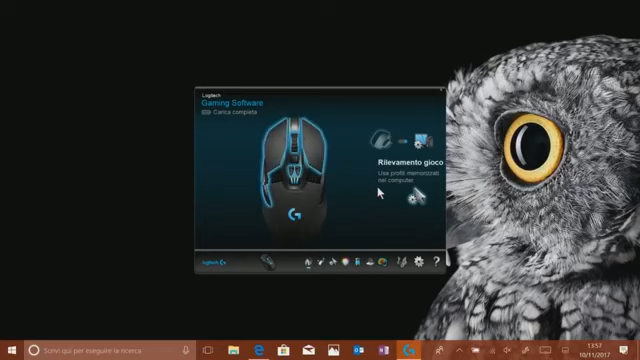 Logitech
Gaming Software
Carica completa
Rilevamento gioco
Usa profili memorizzati
nel computer
G
logitech G
?
Scrivi qui per eseguire la ricerca
13:57
10/11/2017